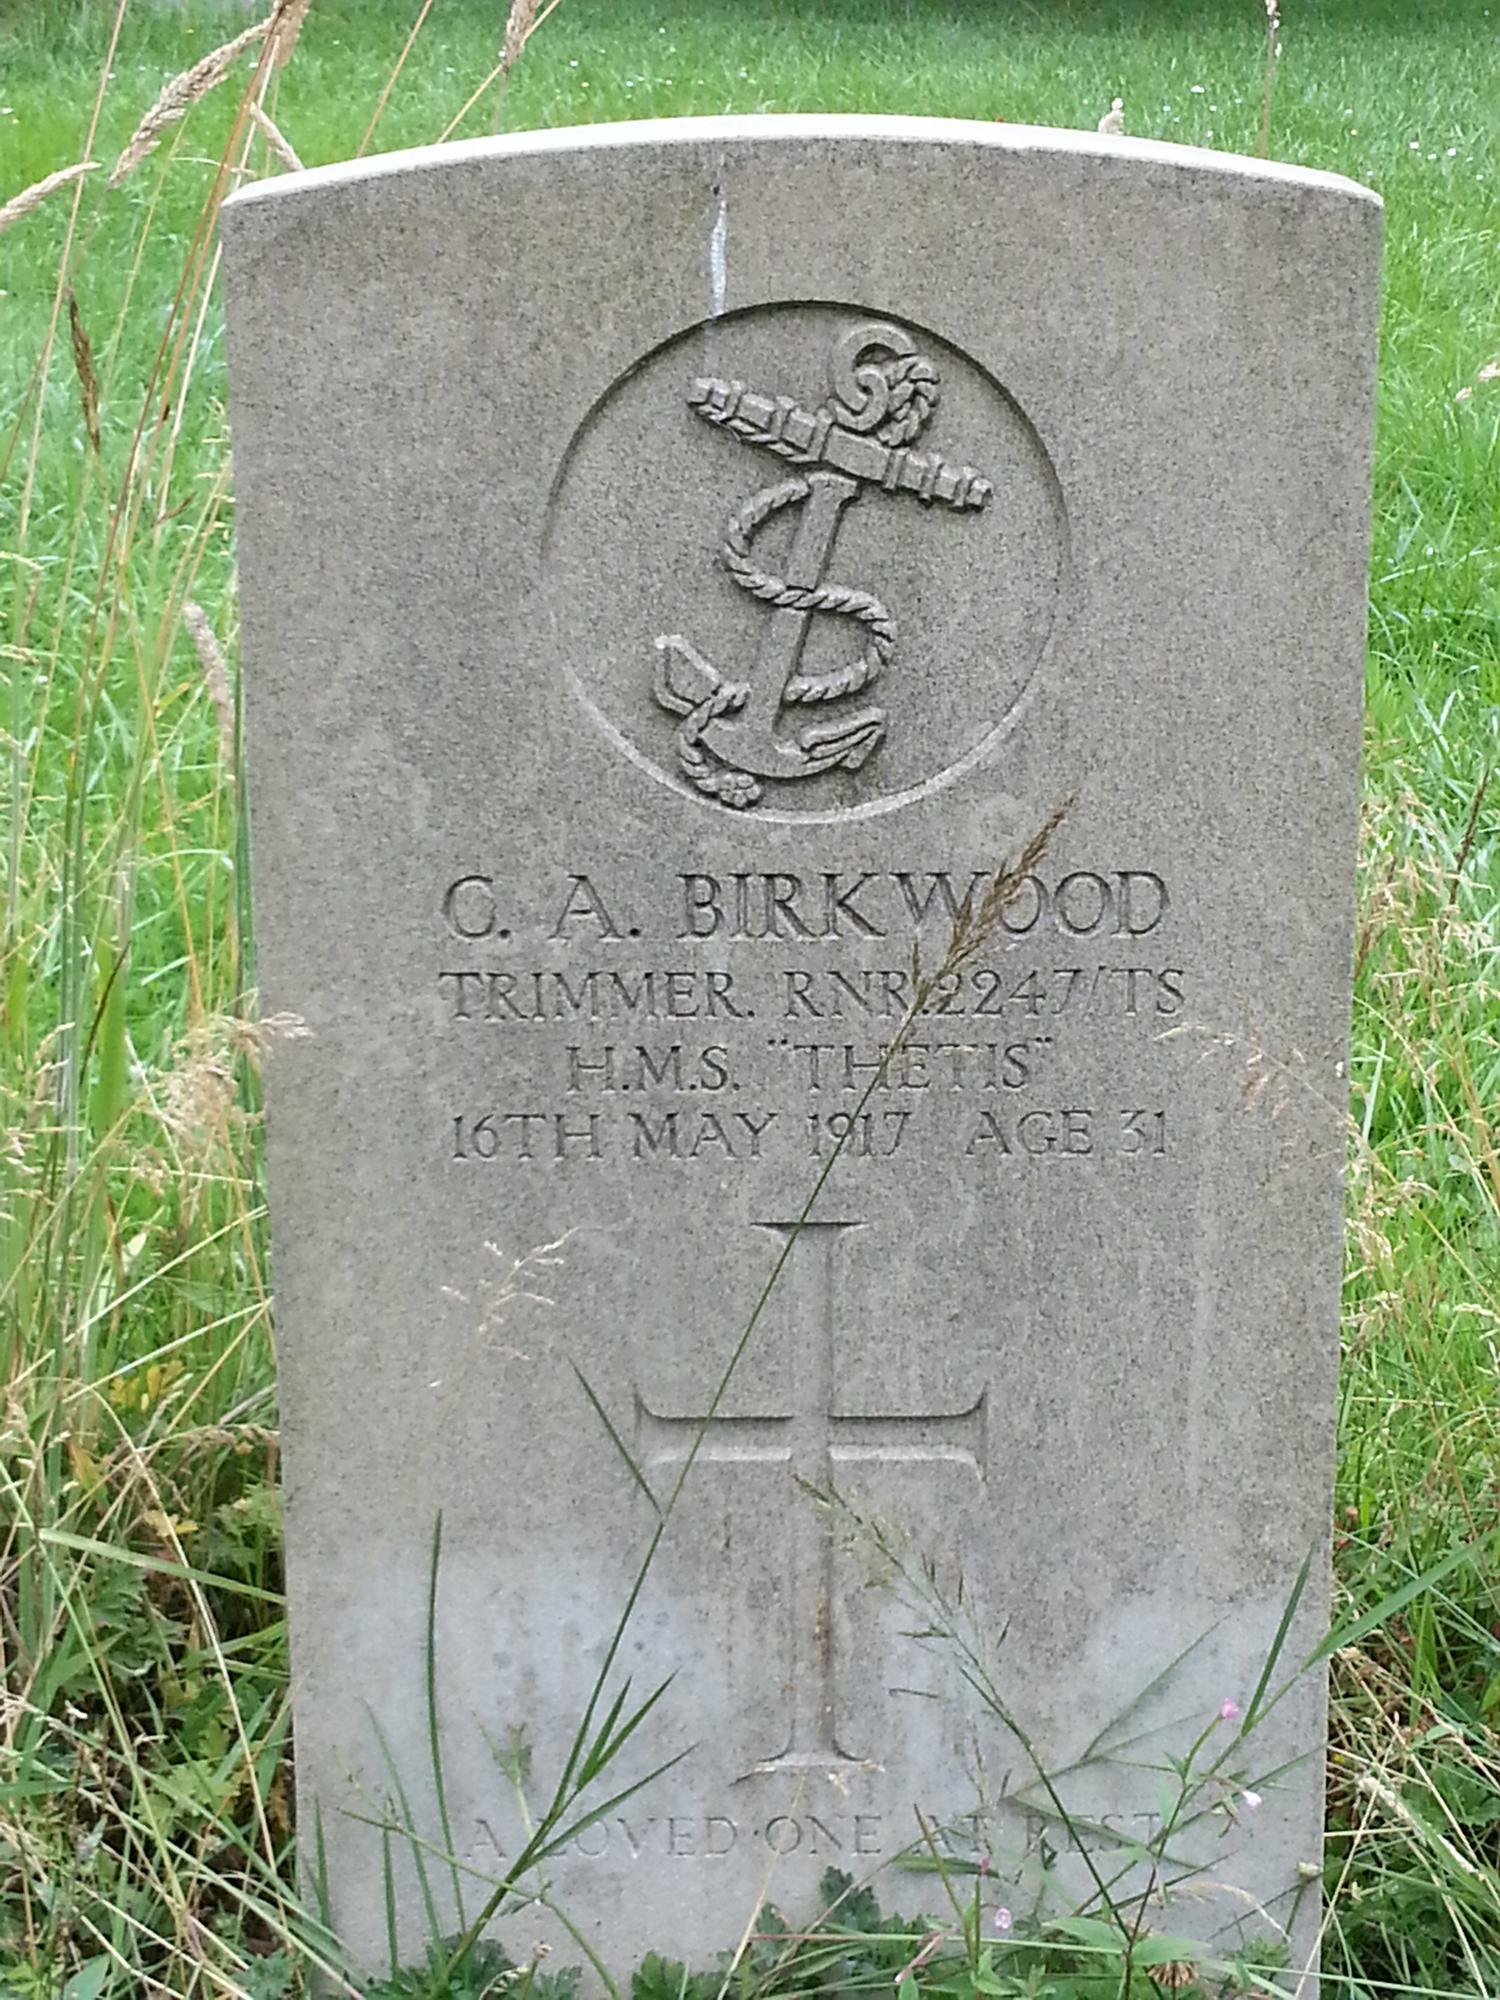 C. A. BIRKWOOD
TRIMMER. RNR.2247/TS
H.M.S. "THETIS"
16TH MAY 1917 AGE 31
A LOVED ONE AT REST